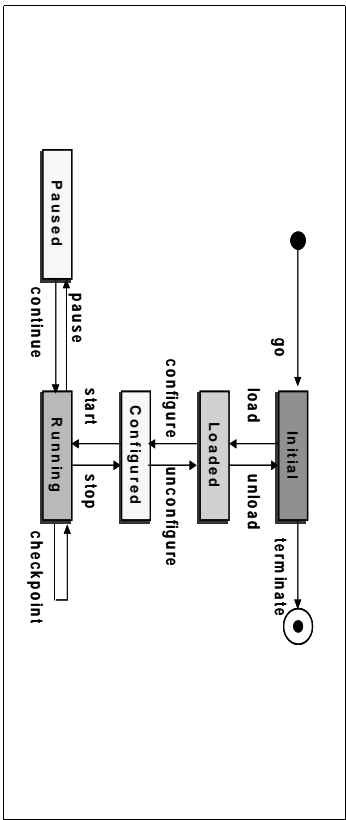 go
Initial
terminate
load
unload
Loaded
configure
unconfigure
Configured
start
stop
Paused
pause
continue
Running
checkpoint